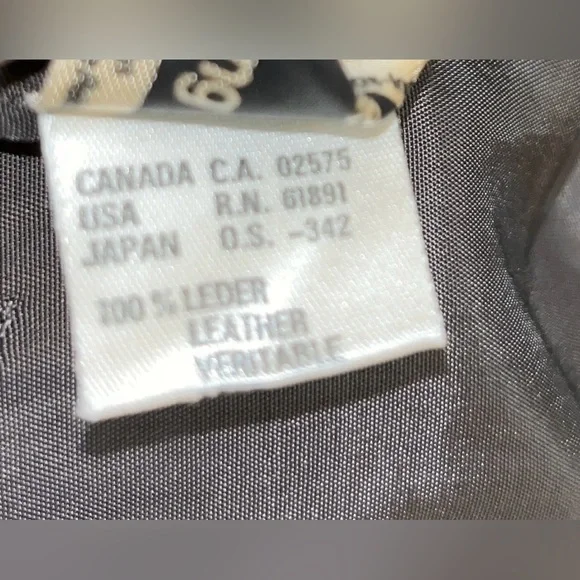 CANADA C.A. 02575
USA R.N. 61891
JAPAN O.S. -342
100% LEDER
LEATHER
VERITABLE